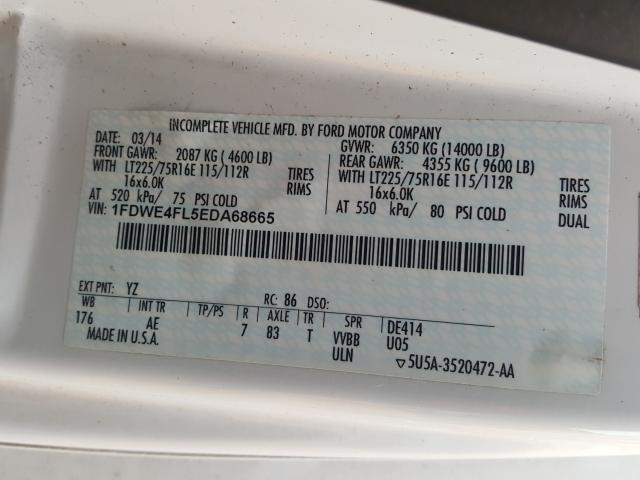 INCOMPLETE VEHICLE MFD. BY FORD MOTOR COMPANY
DATE: 03/14 GVWR: 6350 KG (14000 LB)
FRONT GAWR: 2087 KG (4600 LB) REAR GAWR: 4355 KG (9600 LB)
WITH LT225/75R16E 115/112R TIRES WITH LT225/75R16E 115/112R TIRES
16x6.0K RIMS 16x6.0K RIMS
AT 520 kPa/ 75 PSI COLD AT 550 kPa/ 80 PSI COLD DUAL
VIN: 1FDWE4FL5EDA68665
EXT PNT: YZ RC: 86 DSO:
WB INT TR TP/PS R AXLE TR SPR DE414
176 AE 7 83 T VVBB U05
MADE IN U.S.A. ULN ▽5U5A-3520472-AA